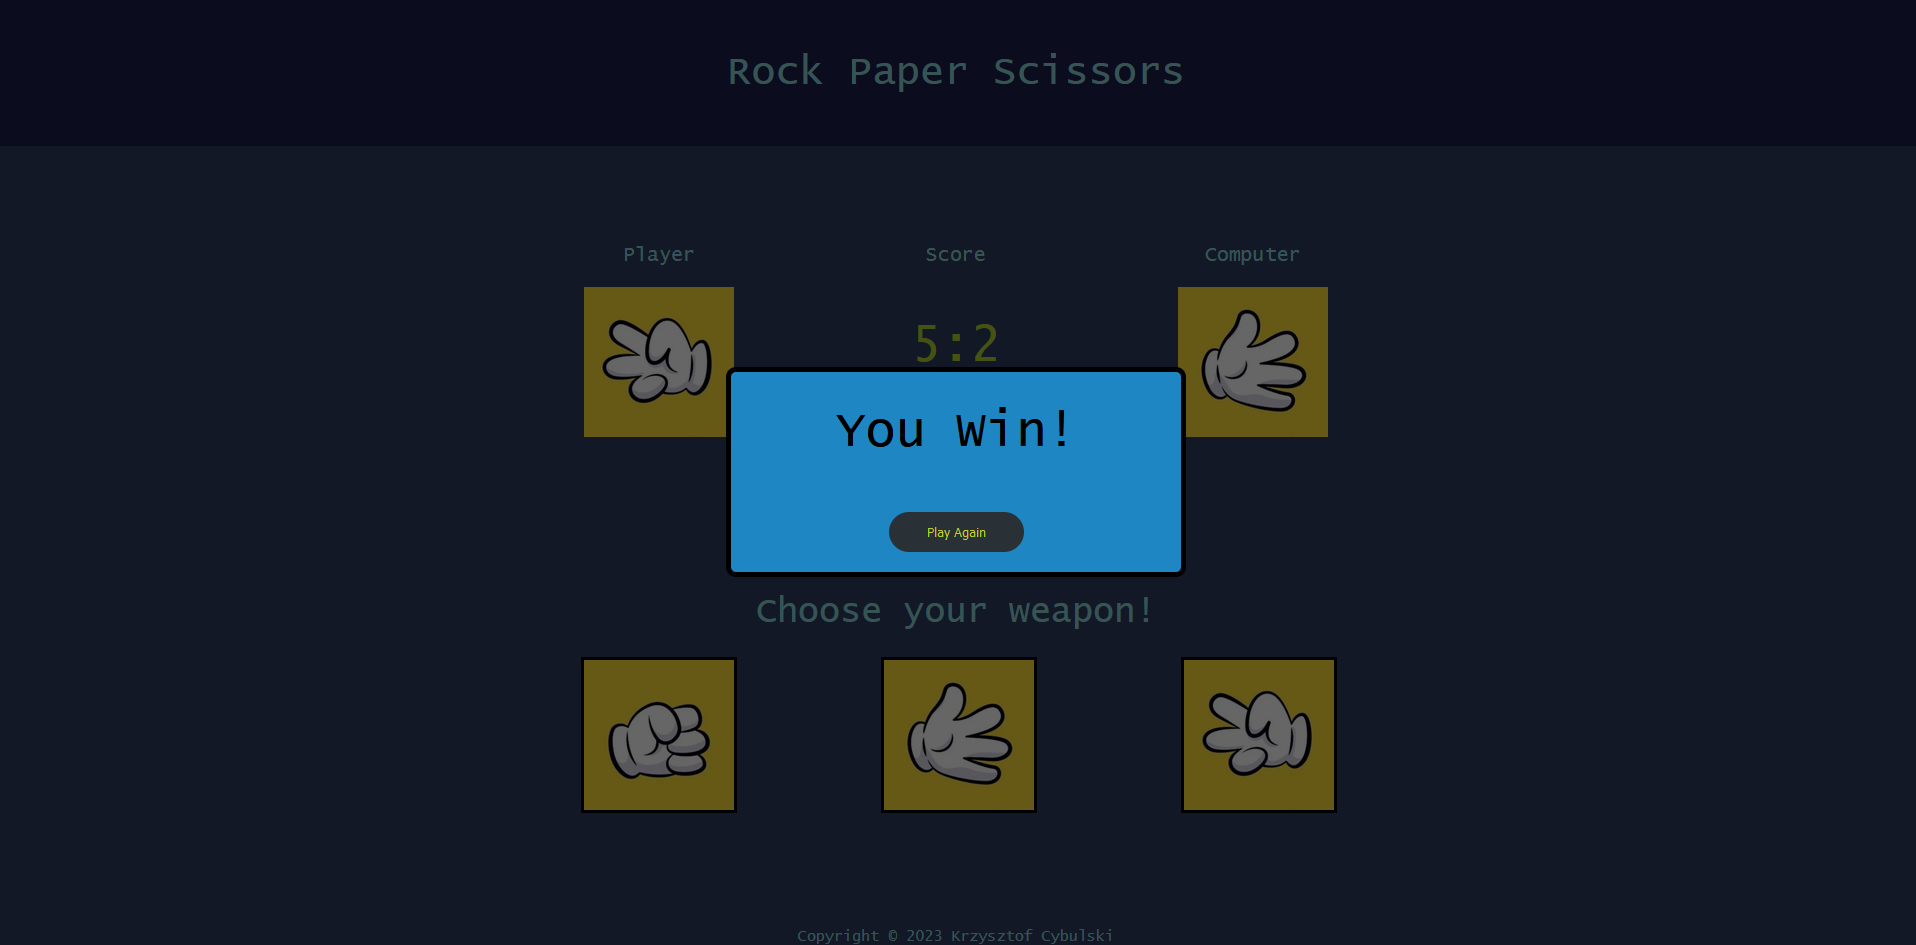 Rock Paper Scissors
Player
Score
Computer
5:2
You Win!
Play Again
Choose your weapon!
Copyright © 2023 Krzysztof Cybulski